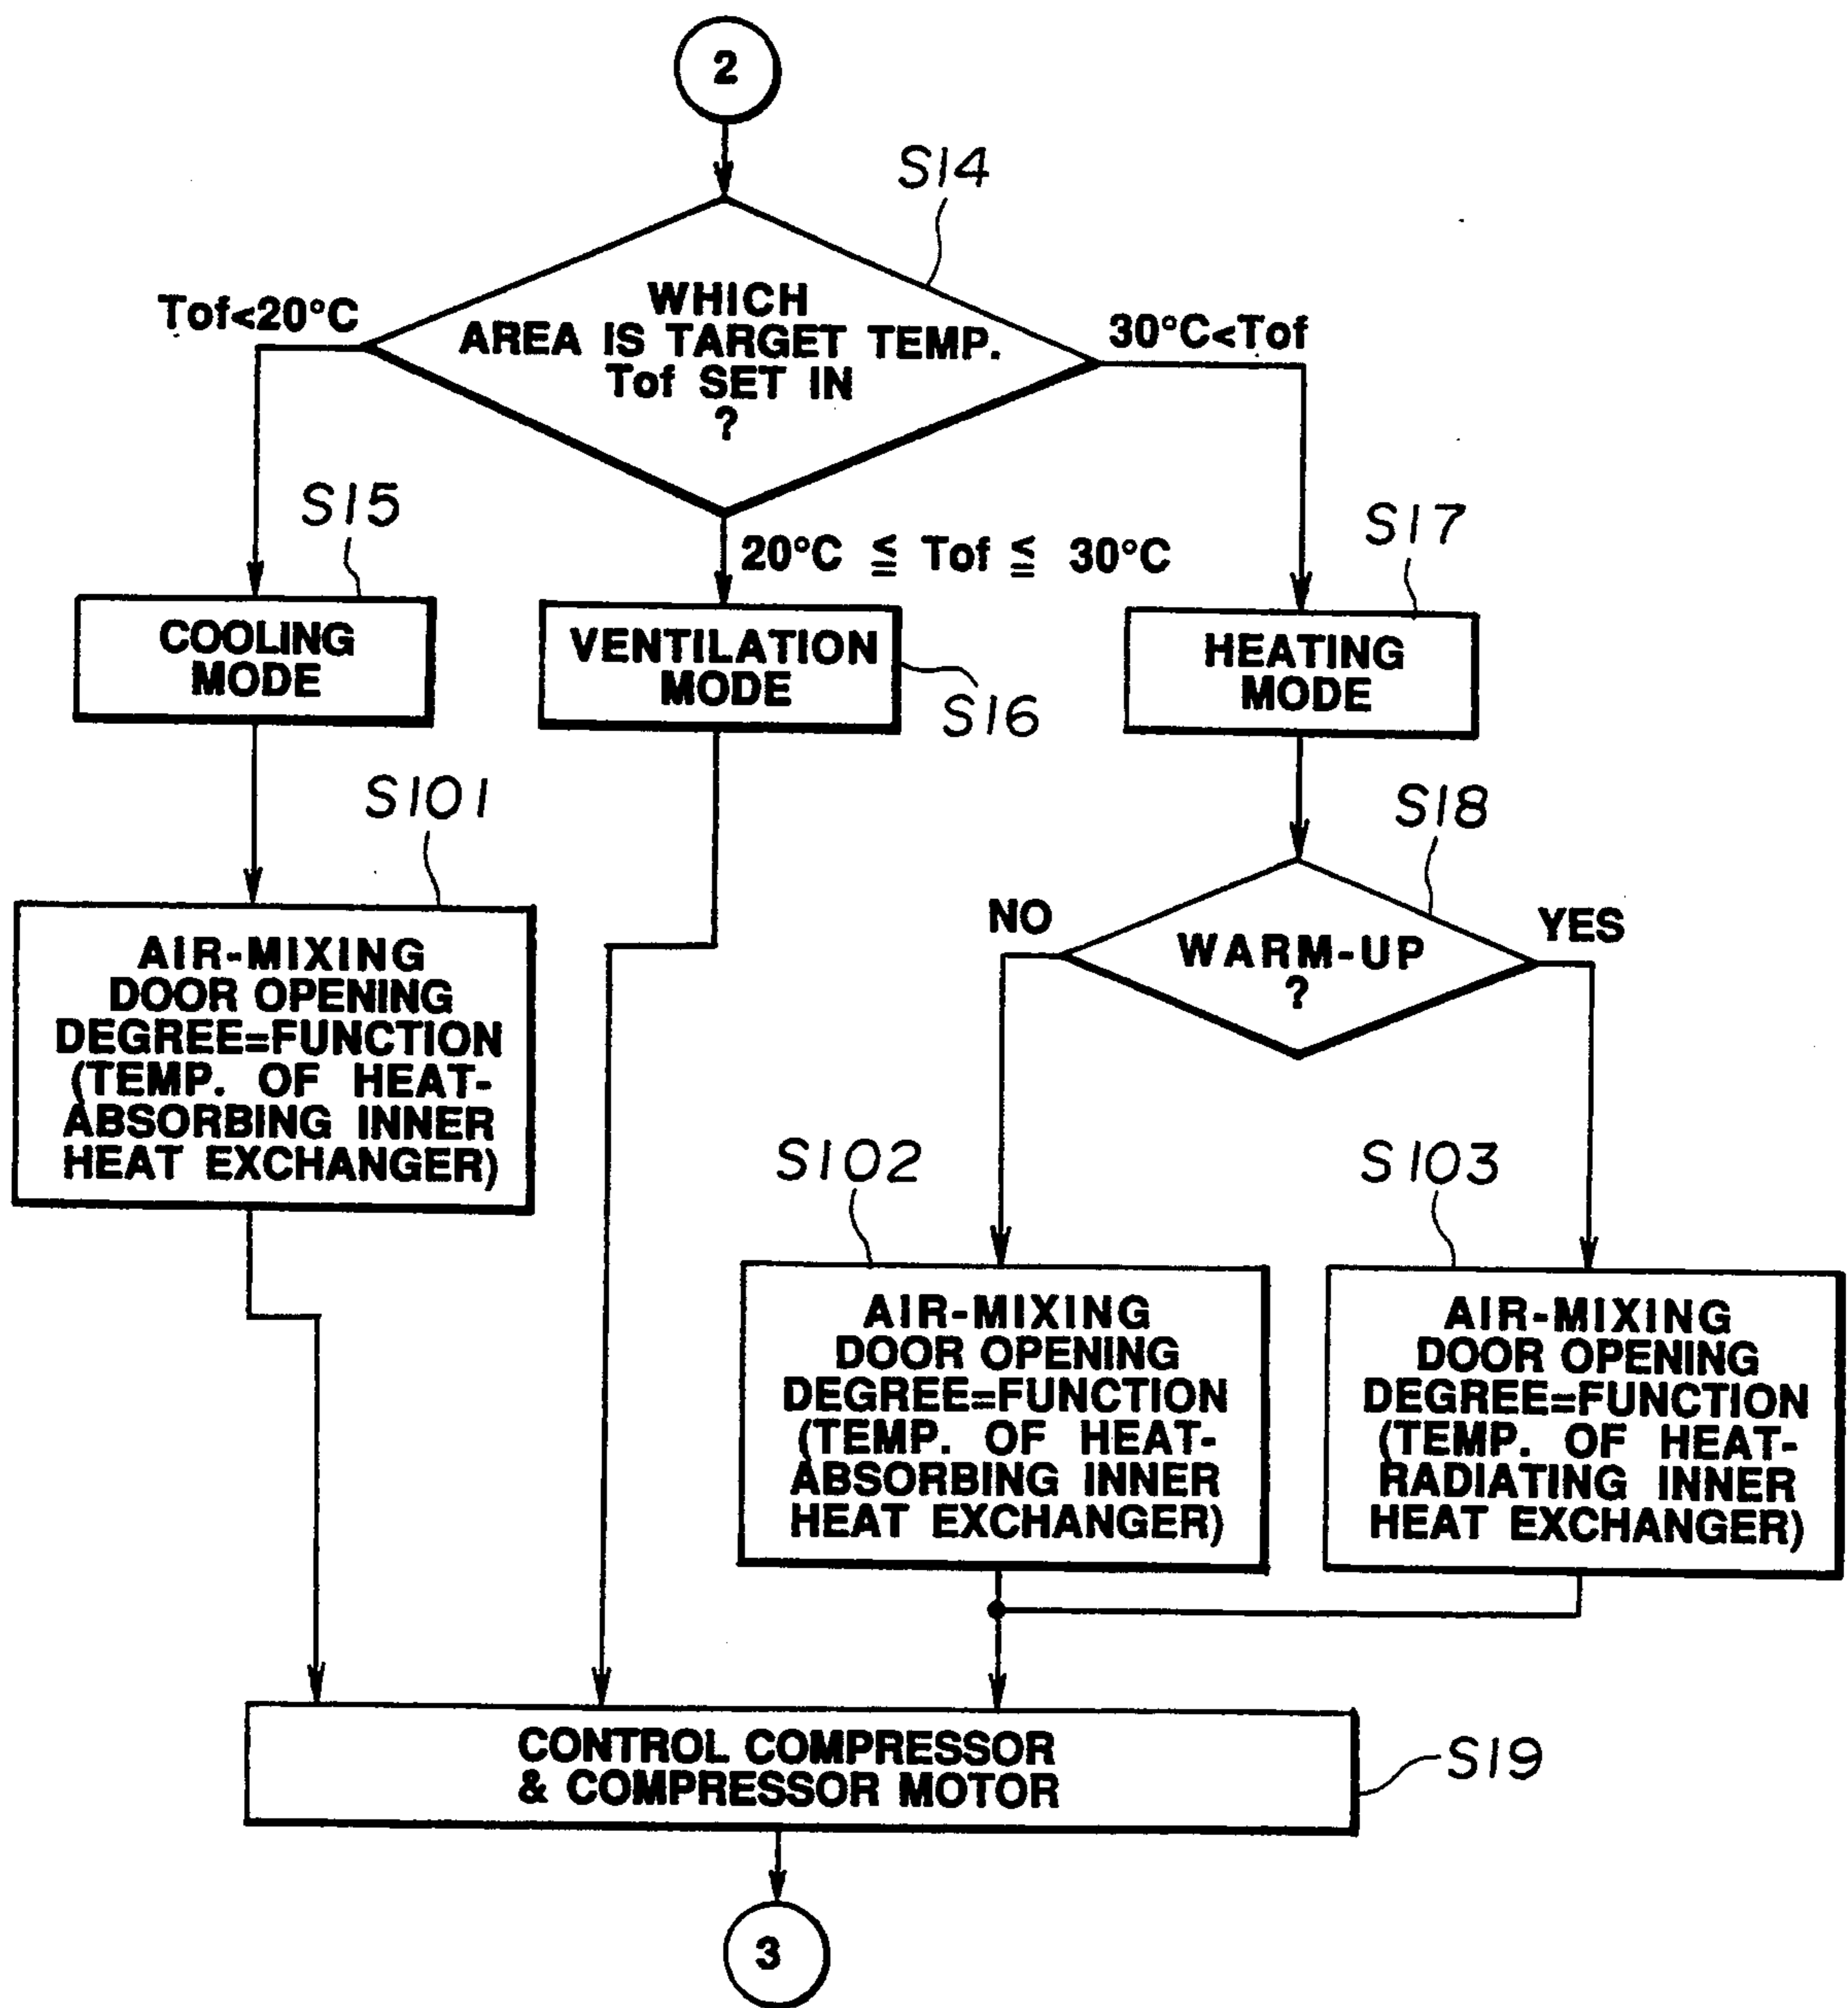 2
S14
WHICH
AREA IS TARGET TEMP.
Tof SET IN
?
Tof<20°C
30°C<Tof
20°C ≦ Tof ≦ 30°C
S15
COOLING
MODE
VENTILATION
MODE
S16
S17
HEATING
MODE
S101
AIR-MIXING
DOOR OPENING
DEGREE=FUNCTION
(TEMP. OF HEAT-
ABSORBING INNER
HEAT EXCHANGER)
S18
NO
WARM-UP
?
YES
S102
AIR-MIXING
DOOR OPENING
DEGREE=FUNCTION
(TEMP. OF HEAT-
ABSORBING INNER
HEAT EXCHANGER)
S103
AIR-MIXING
DOOR OPENING
DEGREE=FUNCTION
(TEMP. OF HEAT-
RADIATING INNER
HEAT EXCHANGER)
CONTROL COMPRESSOR
& COMPRESSOR MOTOR
S19
3